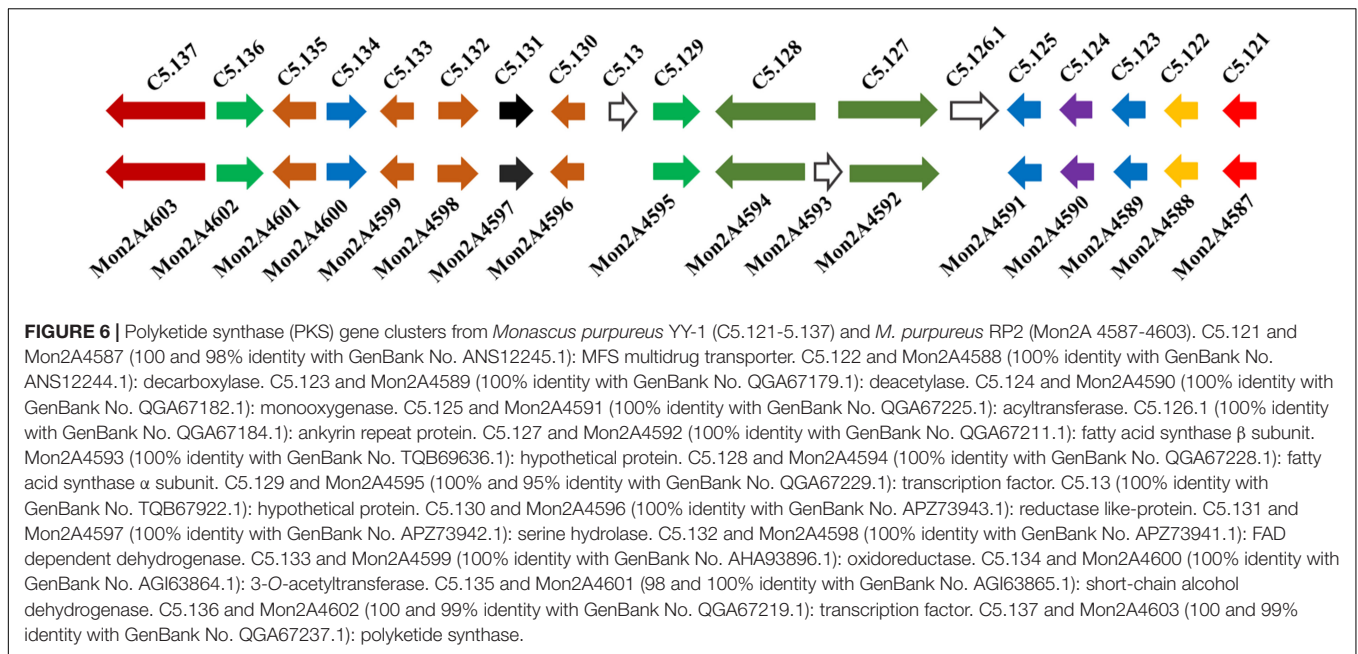 C5.137 C5.136 C5.135 C5.134 C5.133 C5.132 C5.131 C5.130 C5.13 C5.129 C5.128 C5.127 C5.126.1 C5.125 C5.124 C5.123 C5.122 C5.121
Mon2A4603 Mon2A4602 Mon2A4601 Mon2A4600 Mon2A4599 Mon2A4598 Mon2A4597 Mon2A4596 Mon2A4595 Mon2A4594 Mon2A4593 Mon2A4592 Mon2A4591 Mon2A4590 Mon2A4589 Mon2A4588 Mon2A4587
FIGURE 6 | Polyketide synthase (PKS) gene clusters from Monascus purpureus YY-1 (C5.121-5.137) and M. purpureus RP2 (Mon2A 4587-4603). C5.121 and
Mon2A4587 (100 and 98% identity with GenBank No. ANS12245.1): MFS multidrug transporter. C5.122 and Mon2A4588 (100% identity with GenBank No.
ANS12244.1): decarboxylase. C5.123 and Mon2A4589 (100% identity with GenBank No. QGA67179.1): deacetylase. C5.124 and Mon2A4590 (100% identity with
GenBank No. QGA67182.1): monooxygenase. C5.125 and Mon2A4591 (100% identity with GenBank No. QGA67225.1): acyltransferase. C5.126.1 (100% identity
with GenBank No. QGA67184.1): ankyrin repeat protein. C5.127 and Mon2A4592 (100% identity with GenBank No. QGA67211.1): fatty acid synthase β subunit.
Mon2A4593 (100% identity with GenBank No. TQB69636.1): hypothetical protein. C5.128 and Mon2A4594 (100% identity with GenBank No. QGA67228.1): fatty
acid synthase α subunit. C5.129 and Mon2A4595 (100% and 95% identity with GenBank No. QGA67229.1): transcription factor. C5.13 (100% identity with
GenBank No. TQB67922.1): hypothetical protein. C5.130 and Mon2A4596 (100% identity with GenBank No. APZ73943.1): reductase like-protein. C5.131 and
Mon2A4597 (100% identity with GenBank No. APZ73942.1): serine hydrolase. C5.132 and Mon2A4598 (100% identity with GenBank No. APZ73941.1): FAD
dependent dehydrogenase. C5.133 and Mon2A4599 (100% identity with GenBank No. AHA93896.1): oxidoreductase. C5.134 and Mon2A4600 (100% identity with
GenBank No. AGI63864.1): 3-O-acetyltransferase. C5.135 and Mon2A4601 (98 and 100% identity with GenBank No. AGI63865.1): short-chain alcohol
dehydrogenase. C5.136 and Mon2A4602 (100 and 99% identity with GenBank No. QGA67219.1): transcription factor. C5.137 and Mon2A4603 (100 and 99%
identity with GenBank No. QGA67237.1): polyketide synthase.